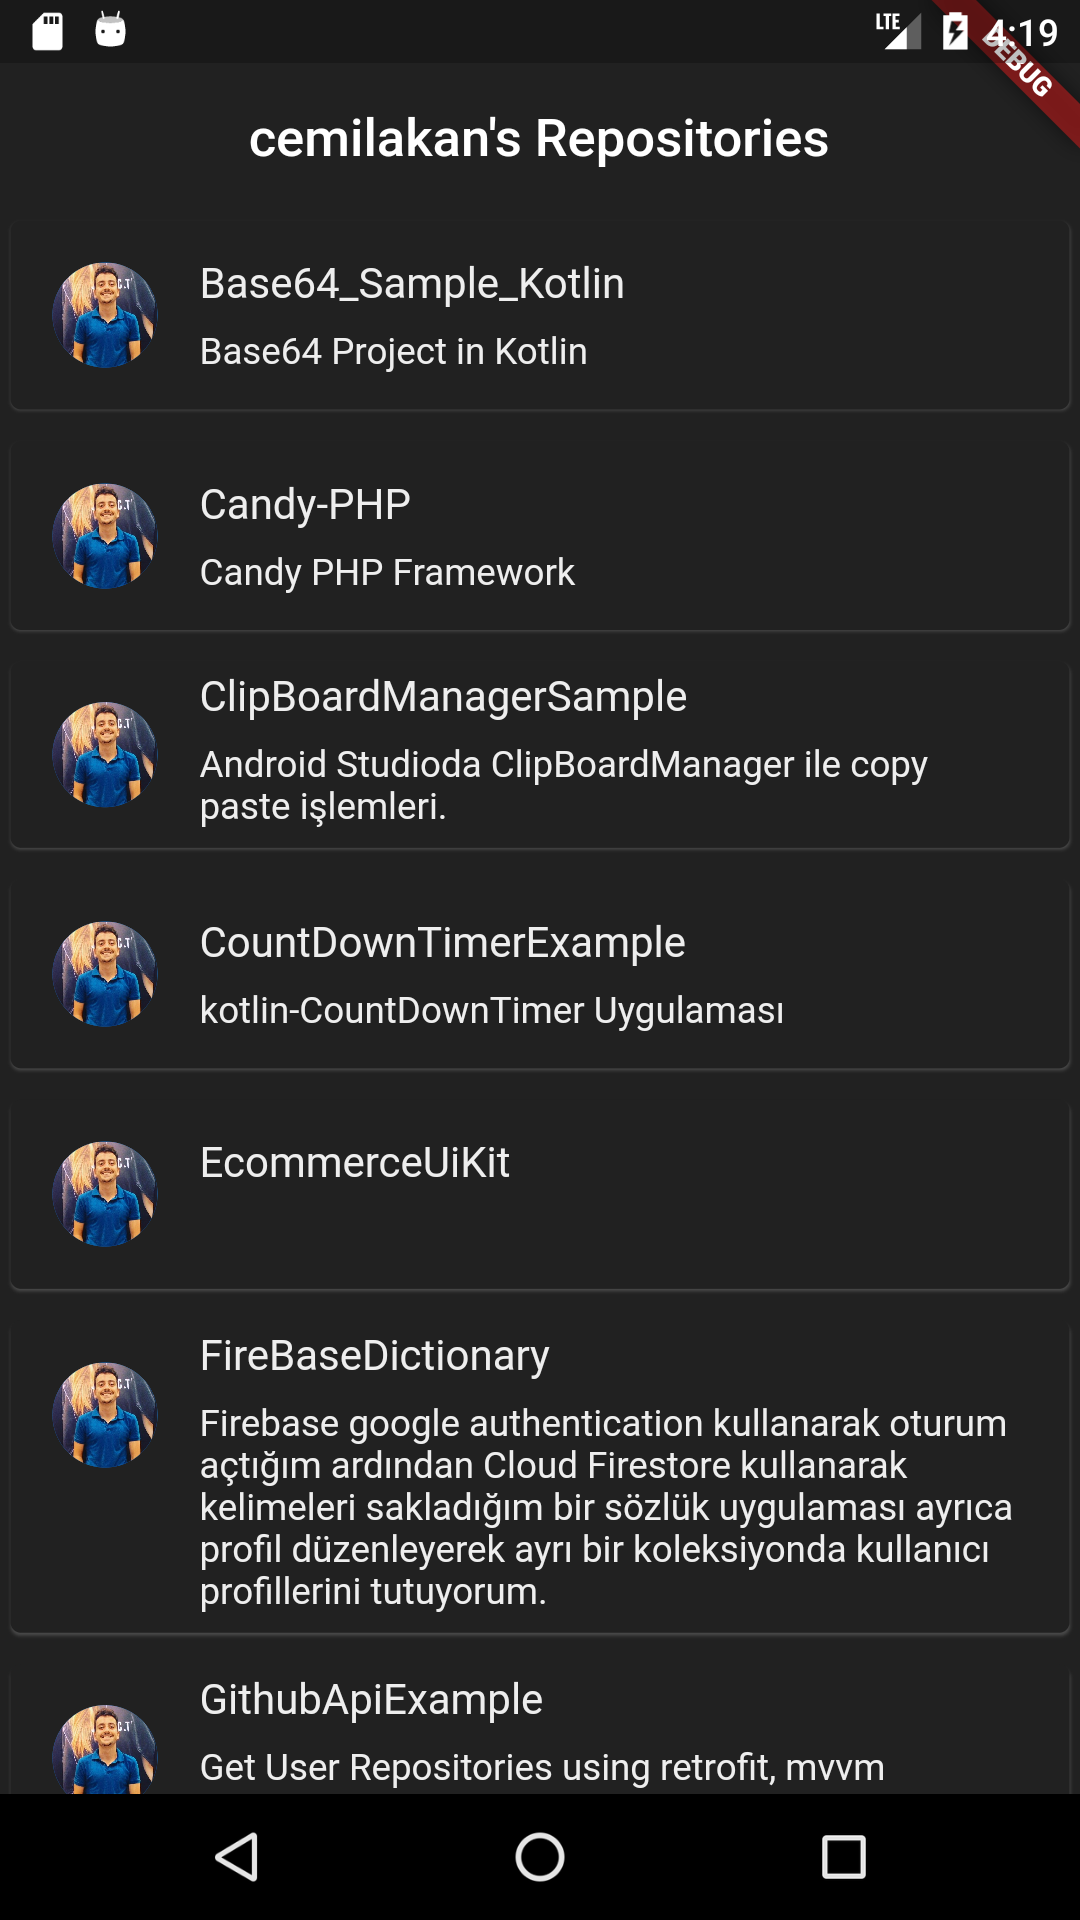 LTE
4:19
DEBUG
cemilakan's Repositories
Base64_Sample_Kotlin
Base64 Project in Kotlin
Candy-PHP
Candy PHP Framework
ClipBoardManagerSample
Android Studioda ClipBoardManager ile copy
paste işlemleri.
CountDownTimerExample
kotlin-CountDownTimer Uygulaması
EcommerceUiKit
FireBaseDictionary
Firebase google authentication kullanarak oturum
açtığım ardından Cloud Firestore kullanarak
kelimeleri sakladığım bir sözlük uygulaması ayrıca
profil düzenleyerek ayrı bir koleksiyonda kullanıcı
profillerini tutuyorum.
GithubApiExample
Get User Repositories using retrofit, mvvm